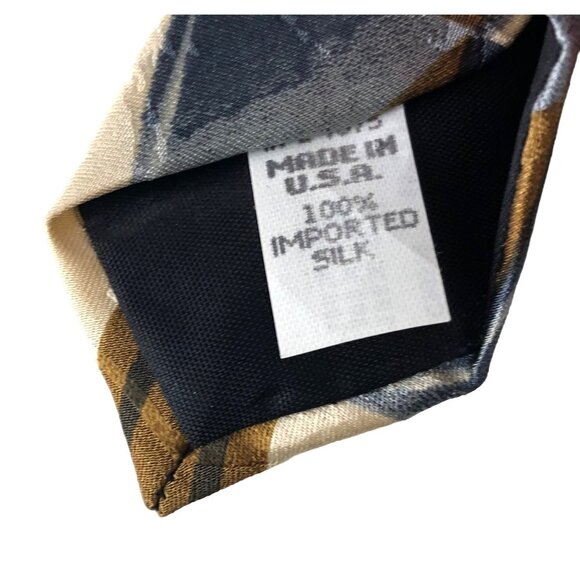 MADE IN
U.S.A.
100%
IMPORTED
SILK